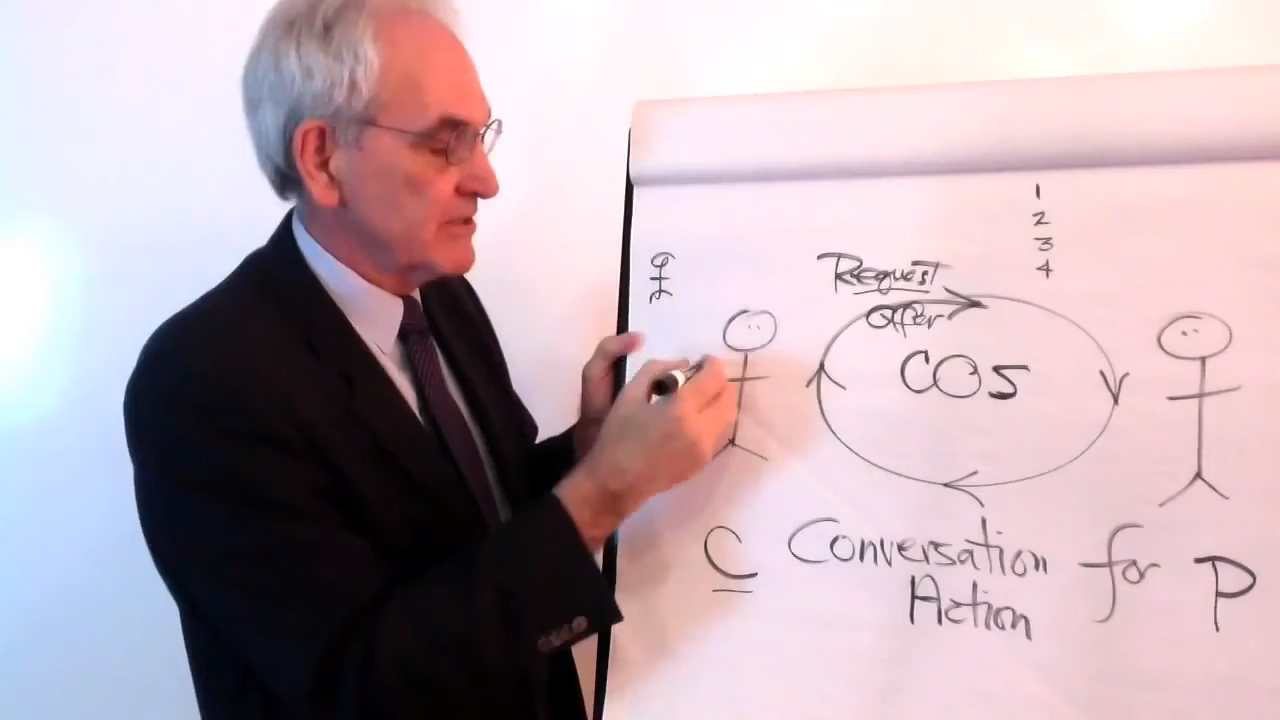 1
2
3
4
Request
Offer
COS
C Conversation for P
Action